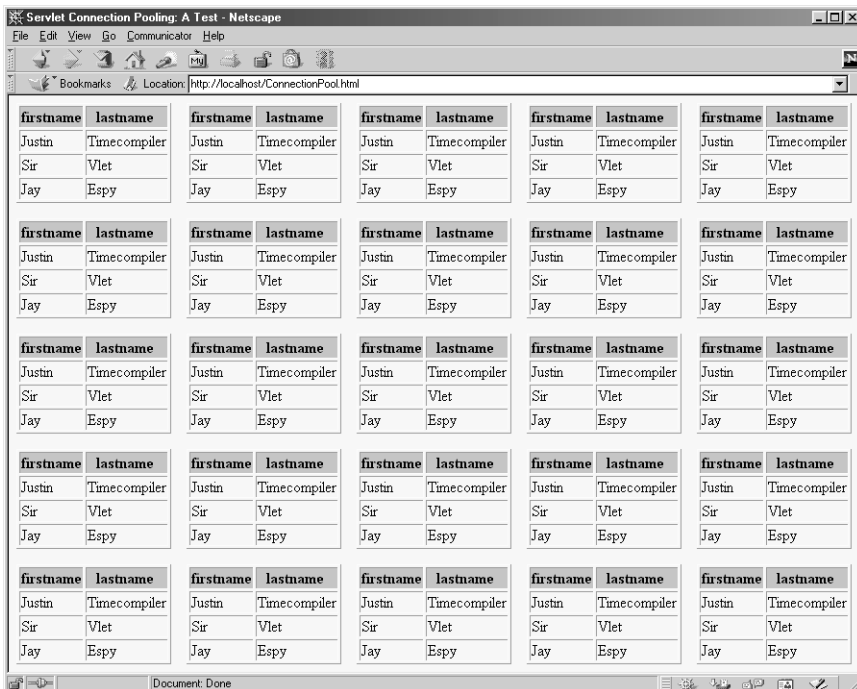 Servlet Connection Pooling: A Test - Netscape
File Edit View Go Communicator Help
My N
Bookmarks Location: http://localhost/ConnectionPool.html
firstname lastname firstname lastname firstname lastname firstname lastname firstname lastname
Justin Timecompiler Justin Timecompiler Justin Timecompiler Justin Timecompiler Justin Timecompiler
Sir Vlet Sir Vlet Sir Vlet Sir Vlet Sir Vlet
Jay Espy Jay Espy Jay Espy Jay Espy Jay Espy
firstname lastname firstname lastname firstname lastname firstname lastname firstname lastname
Justin Timecompiler Justin Timecompiler Justin Timecompiler Justin Timecompiler Justin Timecompiler
Sir Vlet Sir Vlet Sir Vlet Sir Vlet Sir Vlet
Jay Espy Jay Espy Jay Espy Jay Espy Jay Espy
firstname lastname firstname lastname firstname lastname firstname lastname firstname lastname
Justin Timecompiler Justin Timecompiler Justin Timecompiler Justin Timecompiler Justin Timecompiler
Sir Vlet Sir Vlet Sir Vlet Sir Vlet Sir Vlet
Jay Espy Jay Espy Jay Espy Jay Espy Jay Espy
firstname lastname firstname lastname firstname lastname firstname lastname firstname lastname
Justin Timecompiler Justin Timecompiler Justin Timecompiler Justin Timecompiler Justin Timecompiler
Sir Vlet Sir Vlet Sir Vlet Sir Vlet Sir Vlet
Jay Espy Jay Espy Jay Espy Jay Espy Jay Espy
firstname lastname firstname lastname firstname lastname firstname lastname firstname lastname
Justin Timecompiler Justin Timecompiler Justin Timecompiler Justin Timecompiler Justin Timecompiler
Sir Vlet Sir Vlet Sir Vlet Sir Vlet Sir Vlet
Jay Espy Jay Espy Jay Espy Jay Espy Jay Espy
Document: Done